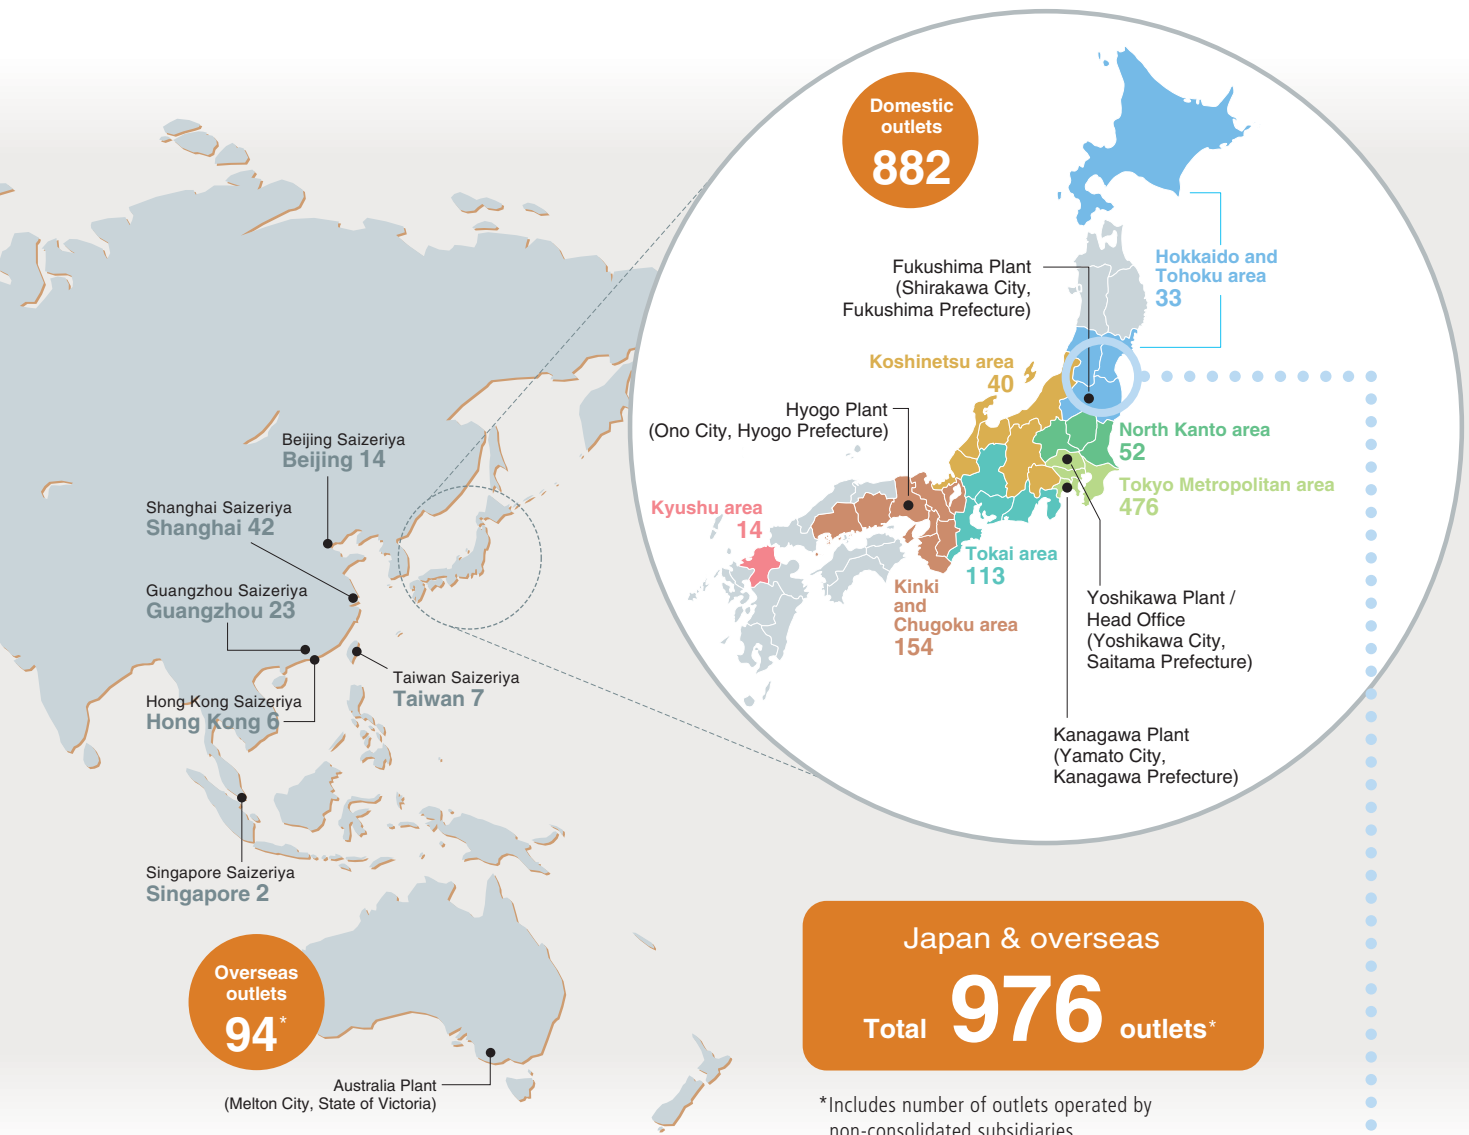 Domestic
outlets
882
Hokkaido and
Tohoku area
33
Fukushima Plant
(Shirakawa City,
Fukushima Prefecture)
Koshinetsu area
40
Hyogo Plant
(Ono City, Hyogo Prefecture)
North Kanto area
52
Tokyo Metropolitan area
476
Kyushu area
14
Tokai area
113
Kinki
and
Chugoku area
154
Yoshikawa Plant /
Head Office
(Yoshikawa City,
Saitama Prefecture)
Kanagawa Plant
(Yamato City,
Kanagawa Prefecture)
Beijing Saizeriya
Beijing 14
Shanghai Saizeriya
Shanghai 42
Guangzhou Saizeriya
Guangzhou 23
Taiwan Saizeriya
Taiwan 7
Hong Kong Saizeriya
Hong Kong 6
Singapore Saizeriya
Singapore 2
Overseas
outlets
94*
Australia Plant
(Melton City, State of Victoria)
Japan & overseas
Total 976 outlets*
*Includes number of outlets operated by
non-consolidated subsidiaries